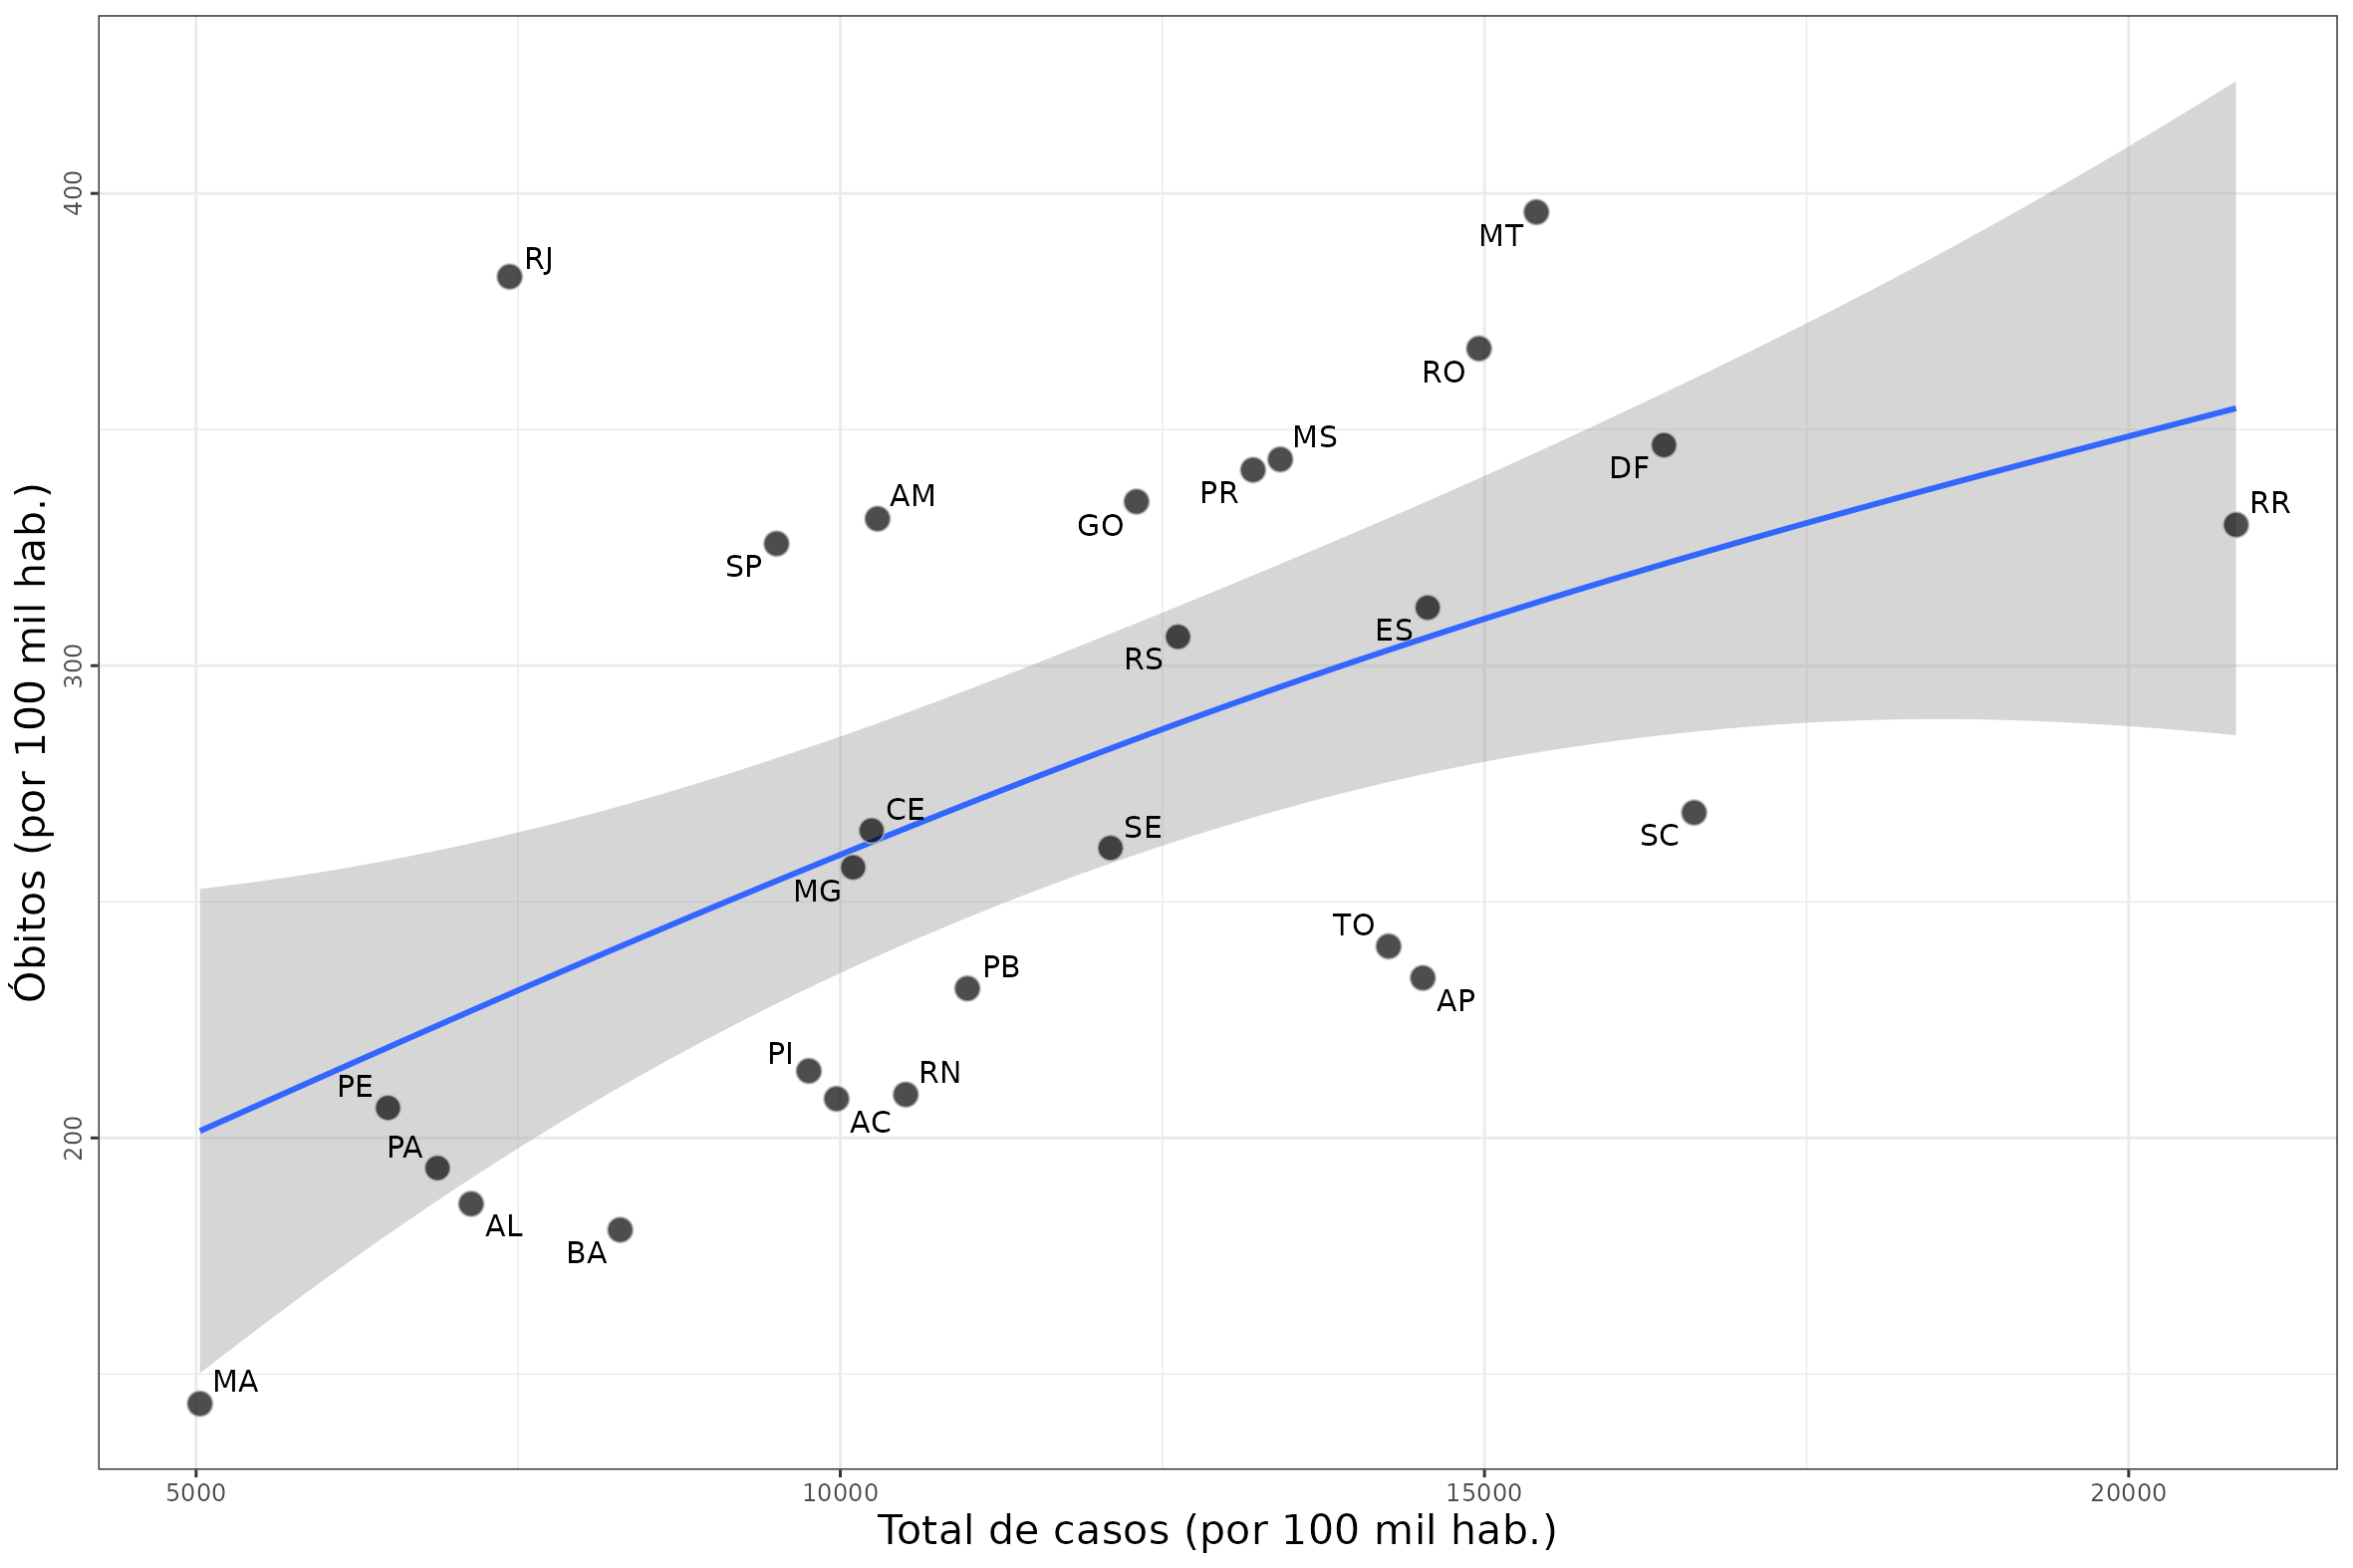 Óbitos (por 100 mil hab.)
400
300
200
RJ
MT
RO
MS
PR
DF
AM
GO
RR
SP
ES
RS
CE
SE
SC
MG
TO
PB
AP
PI
RN
PE
AC
PA
AL
BA
MA
5000 10000 15000 20000
Total de casos (por 100 mil hab.)